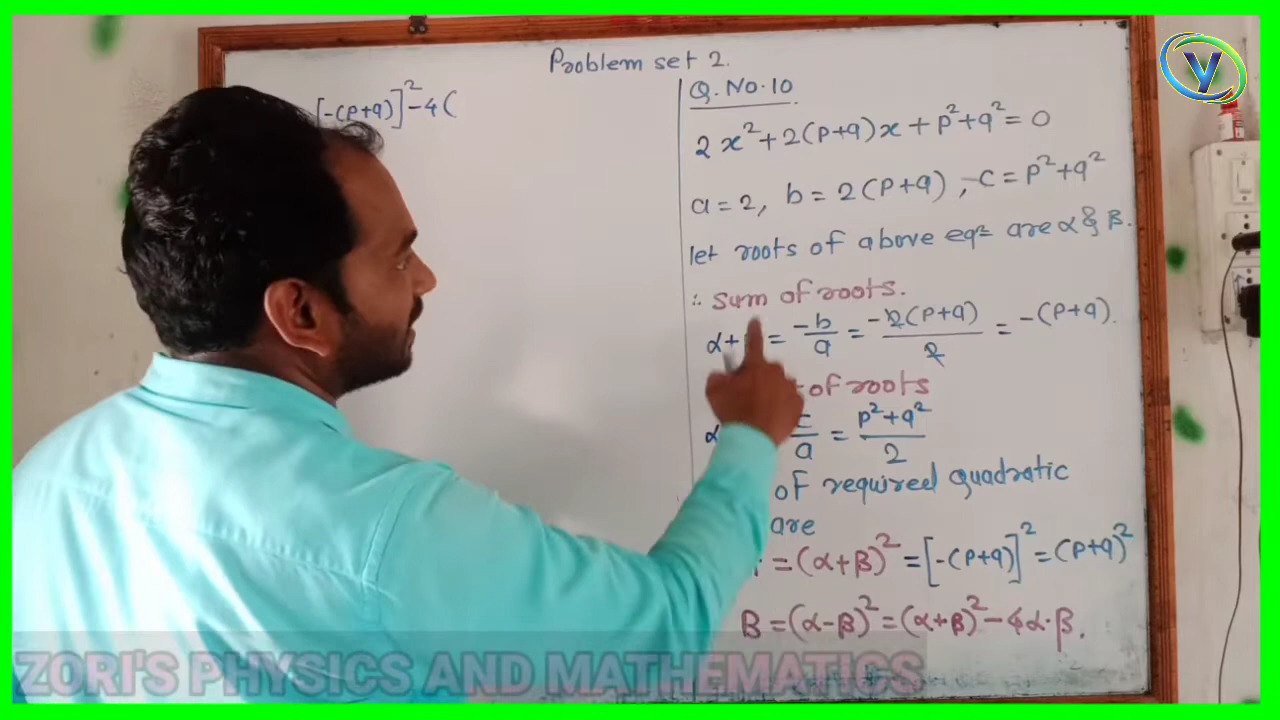 Problem set 2.
[-(p+q)]²-4(
Q.No.10
2x²+2(p+q)x+p²+q²=0
a=2, b=2(p+q), c=p²+q²
let roots of above eqⁿ are α & β.
∴ sum of roots.
α+ = -b/a = -2(p+q)/2 = -(p+q).
of roots
α c/a = p²+q²/2
of required quadratic
are
=(α+β)²=[-(p+q)]²=(p+q)²
B=(α-β)²=(α+β)²-4α·β.
ZORI'S PHYSICS AND MATHEMATICS
Y